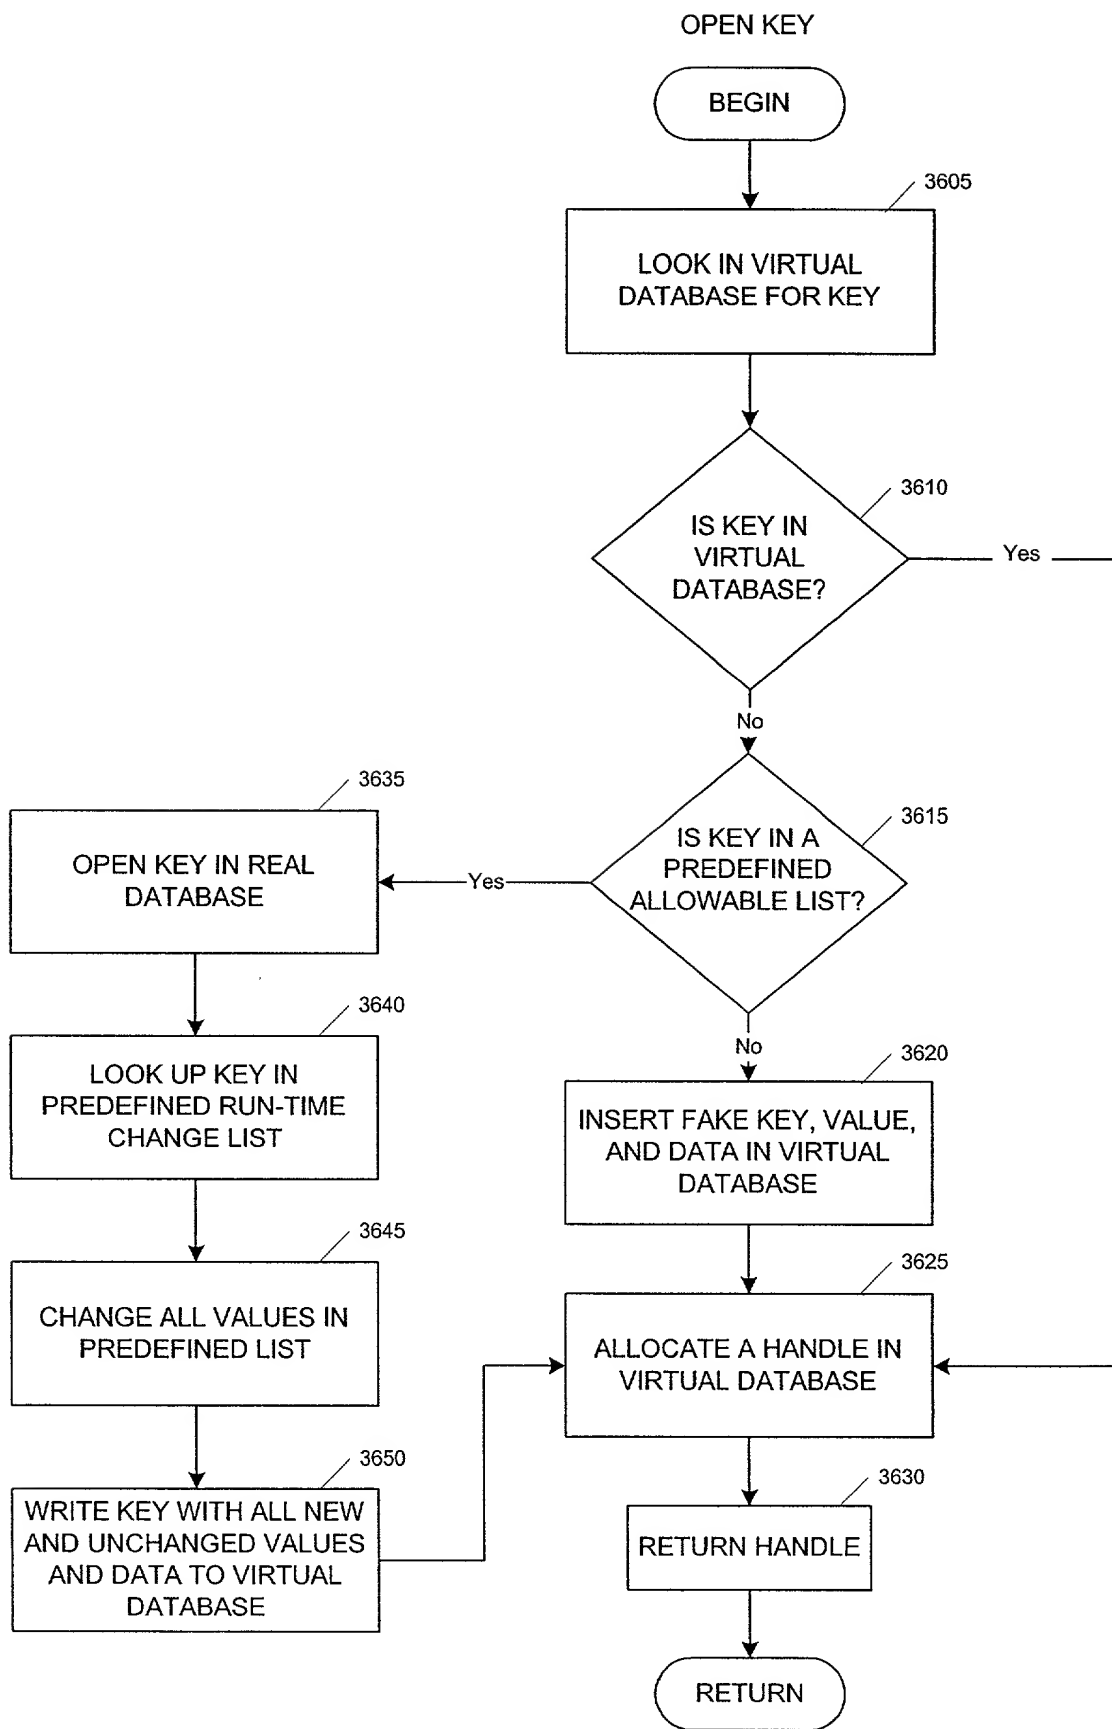 OPEN KEY
BEGIN
3605
LOOK IN VIRTUAL
DATABASE FOR KEY
3610
IS KEY IN
VIRTUAL
DATABASE?
Yes
No
3635
3615
OPEN KEY IN REAL
DATABASE
Yes
IS KEY IN A
PREDEFINED
ALLOWABLE LIST?
3640
LOOK UP KEY IN
PREDEFINED RUN-TIME
CHANGE LIST
No
3620
INSERT FAKE KEY, VALUE,
AND DATA IN VIRTUAL
DATABASE
3645
CHANGE ALL VALUES IN
PREDEFINED LIST
3625
ALLOCATE A HANDLE IN
VIRTUAL DATABASE
3650
WRITE KEY WITH ALL NEW
AND UNCHANGED VALUES
AND DATA TO VIRTUAL
DATABASE
3630
RETURN HANDLE
RETURN